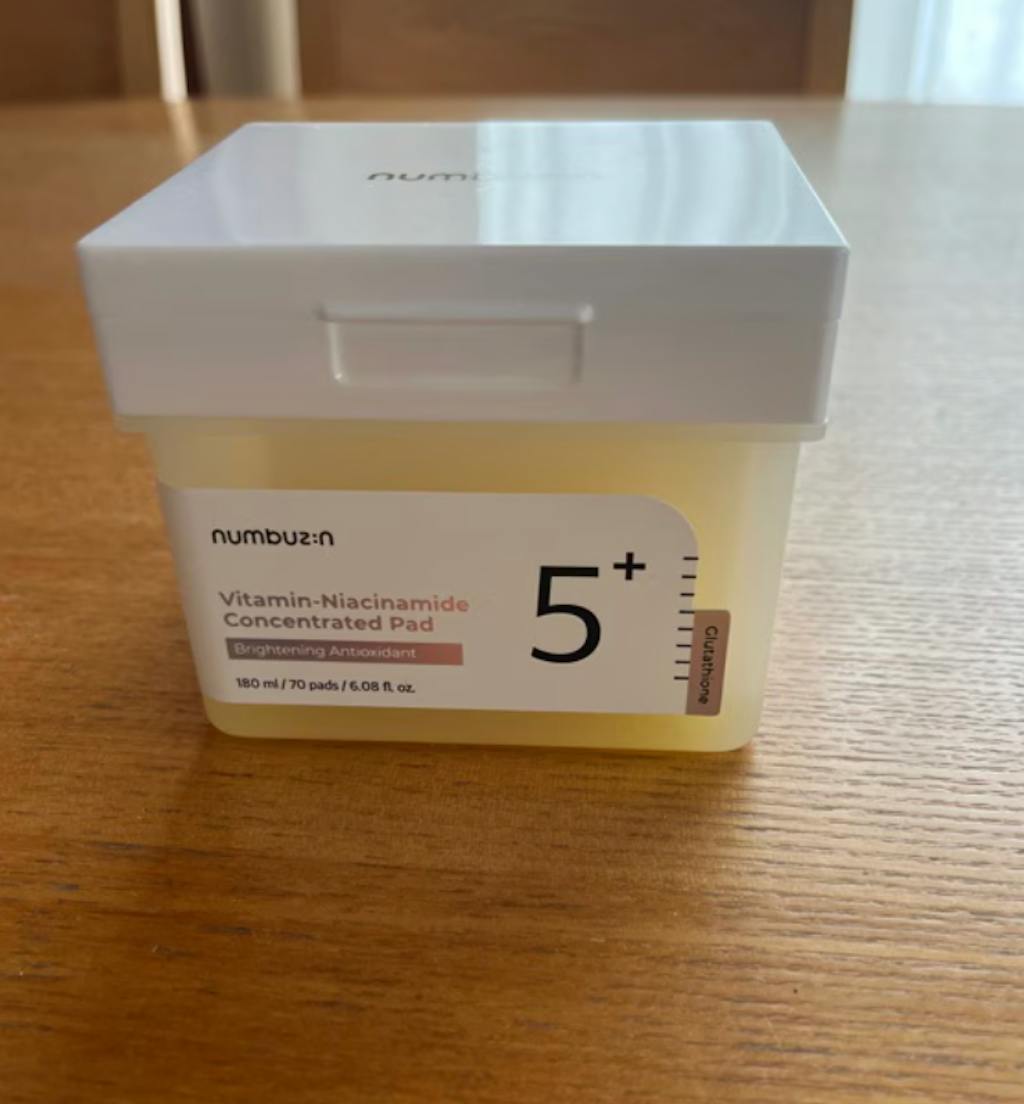 numbuz:n
Vitamin-Niacinamide
Concentrated Pad
Brightening Antioxidant
180 ml / 70 pads / 6.08 fl. oz.
5+
Glutathione